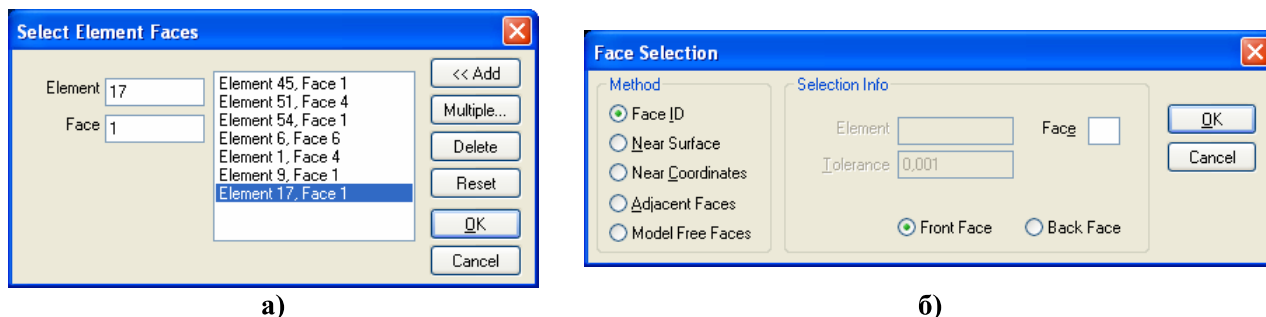 Select Element Faces
Element 17
Face 1
Element 45, Face 1
Element 51, Face 4
Element 54, Face 1
Element 6, Face 6
Element 1, Face 4
Element 9, Face 1
Element 17, Face 1
<< Add
Multiple...
Delete
Reset
OK
Cancel
а)
Face Selection
Method
Face ID
Near Surface
Near Coordinates
Adjacent Faces
Model Free Faces
Selection Info
Element
Face
Tolerance 0,001
Front Face
Back Face
OK
Cancel
б)